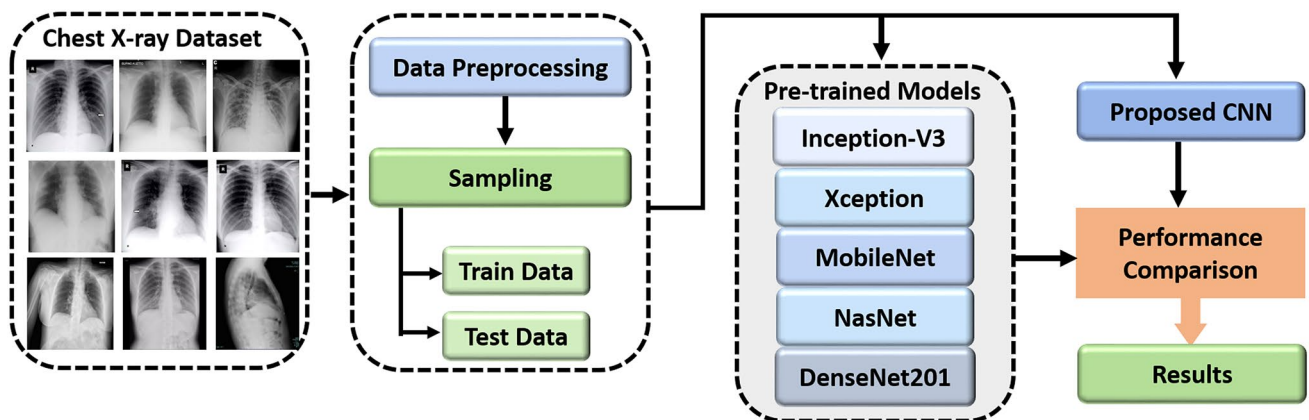 Chest X-ray Dataset
Data Preprocessing
Sampling
Train Data
Test Data
Pre-trained Models
Inception-V3
Xception
MobileNet
NasNet
DenseNet201
Proposed CNN
Performance
Comparison
Results